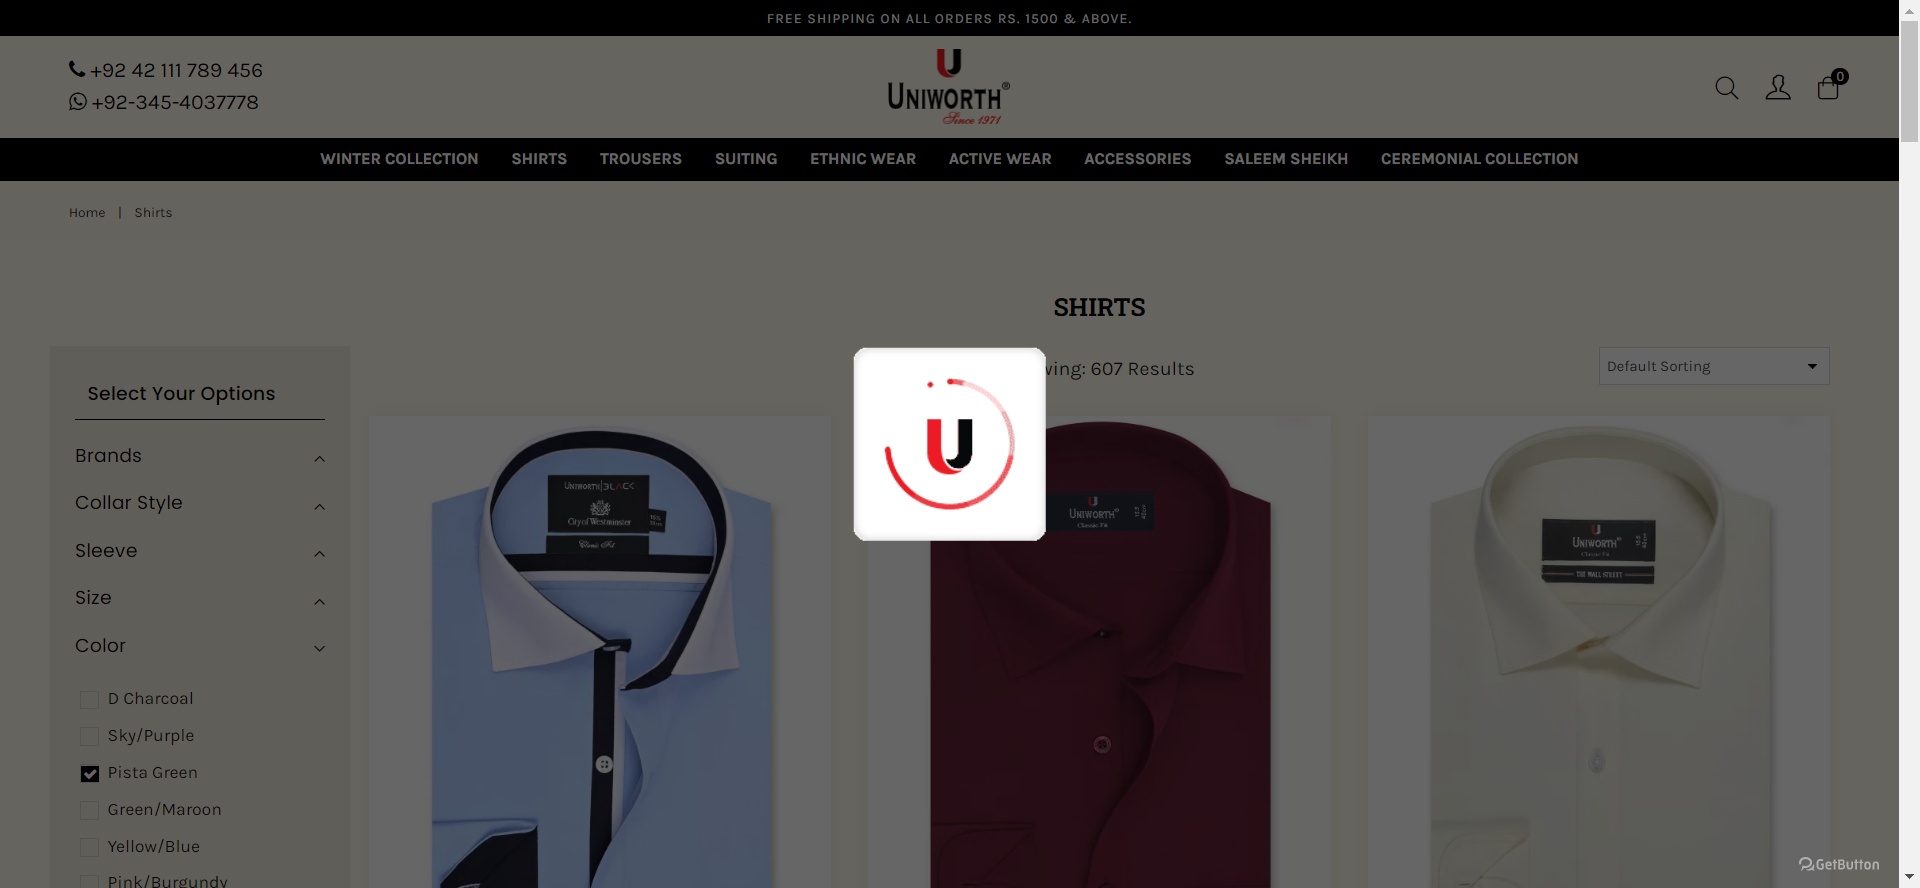 FREE SHIPPING ON ALL ORDERS RS. 1500 & ABOVE.
+92 42 111 789 456
+92-345-4037778
UNIWORTH®
Since 1971
0
WINTER COLLECTION SHIRTS TROUSERS SUITING ETHNIC WEAR ACTIVE WEAR ACCESSORIES SALEEM SHEIKH CEREMONIAL COLLECTION
Home | Shirts
SHIRTS
wing: 607 Results
Default Sorting
Select Your Options
Brands
Collar Style
Sleeve
Size
Color
D Charcoal
Sky/Purple
Pista Green
Green/Maroon
Yellow/Blue
Pink/Burgundy
UNIWORTH|BLACK
City of Westminster
Classic Fit
U
UNIWORTH
Classic Fit
UNIWORTH
Classic Fit
THE WALL STREET
GetButton